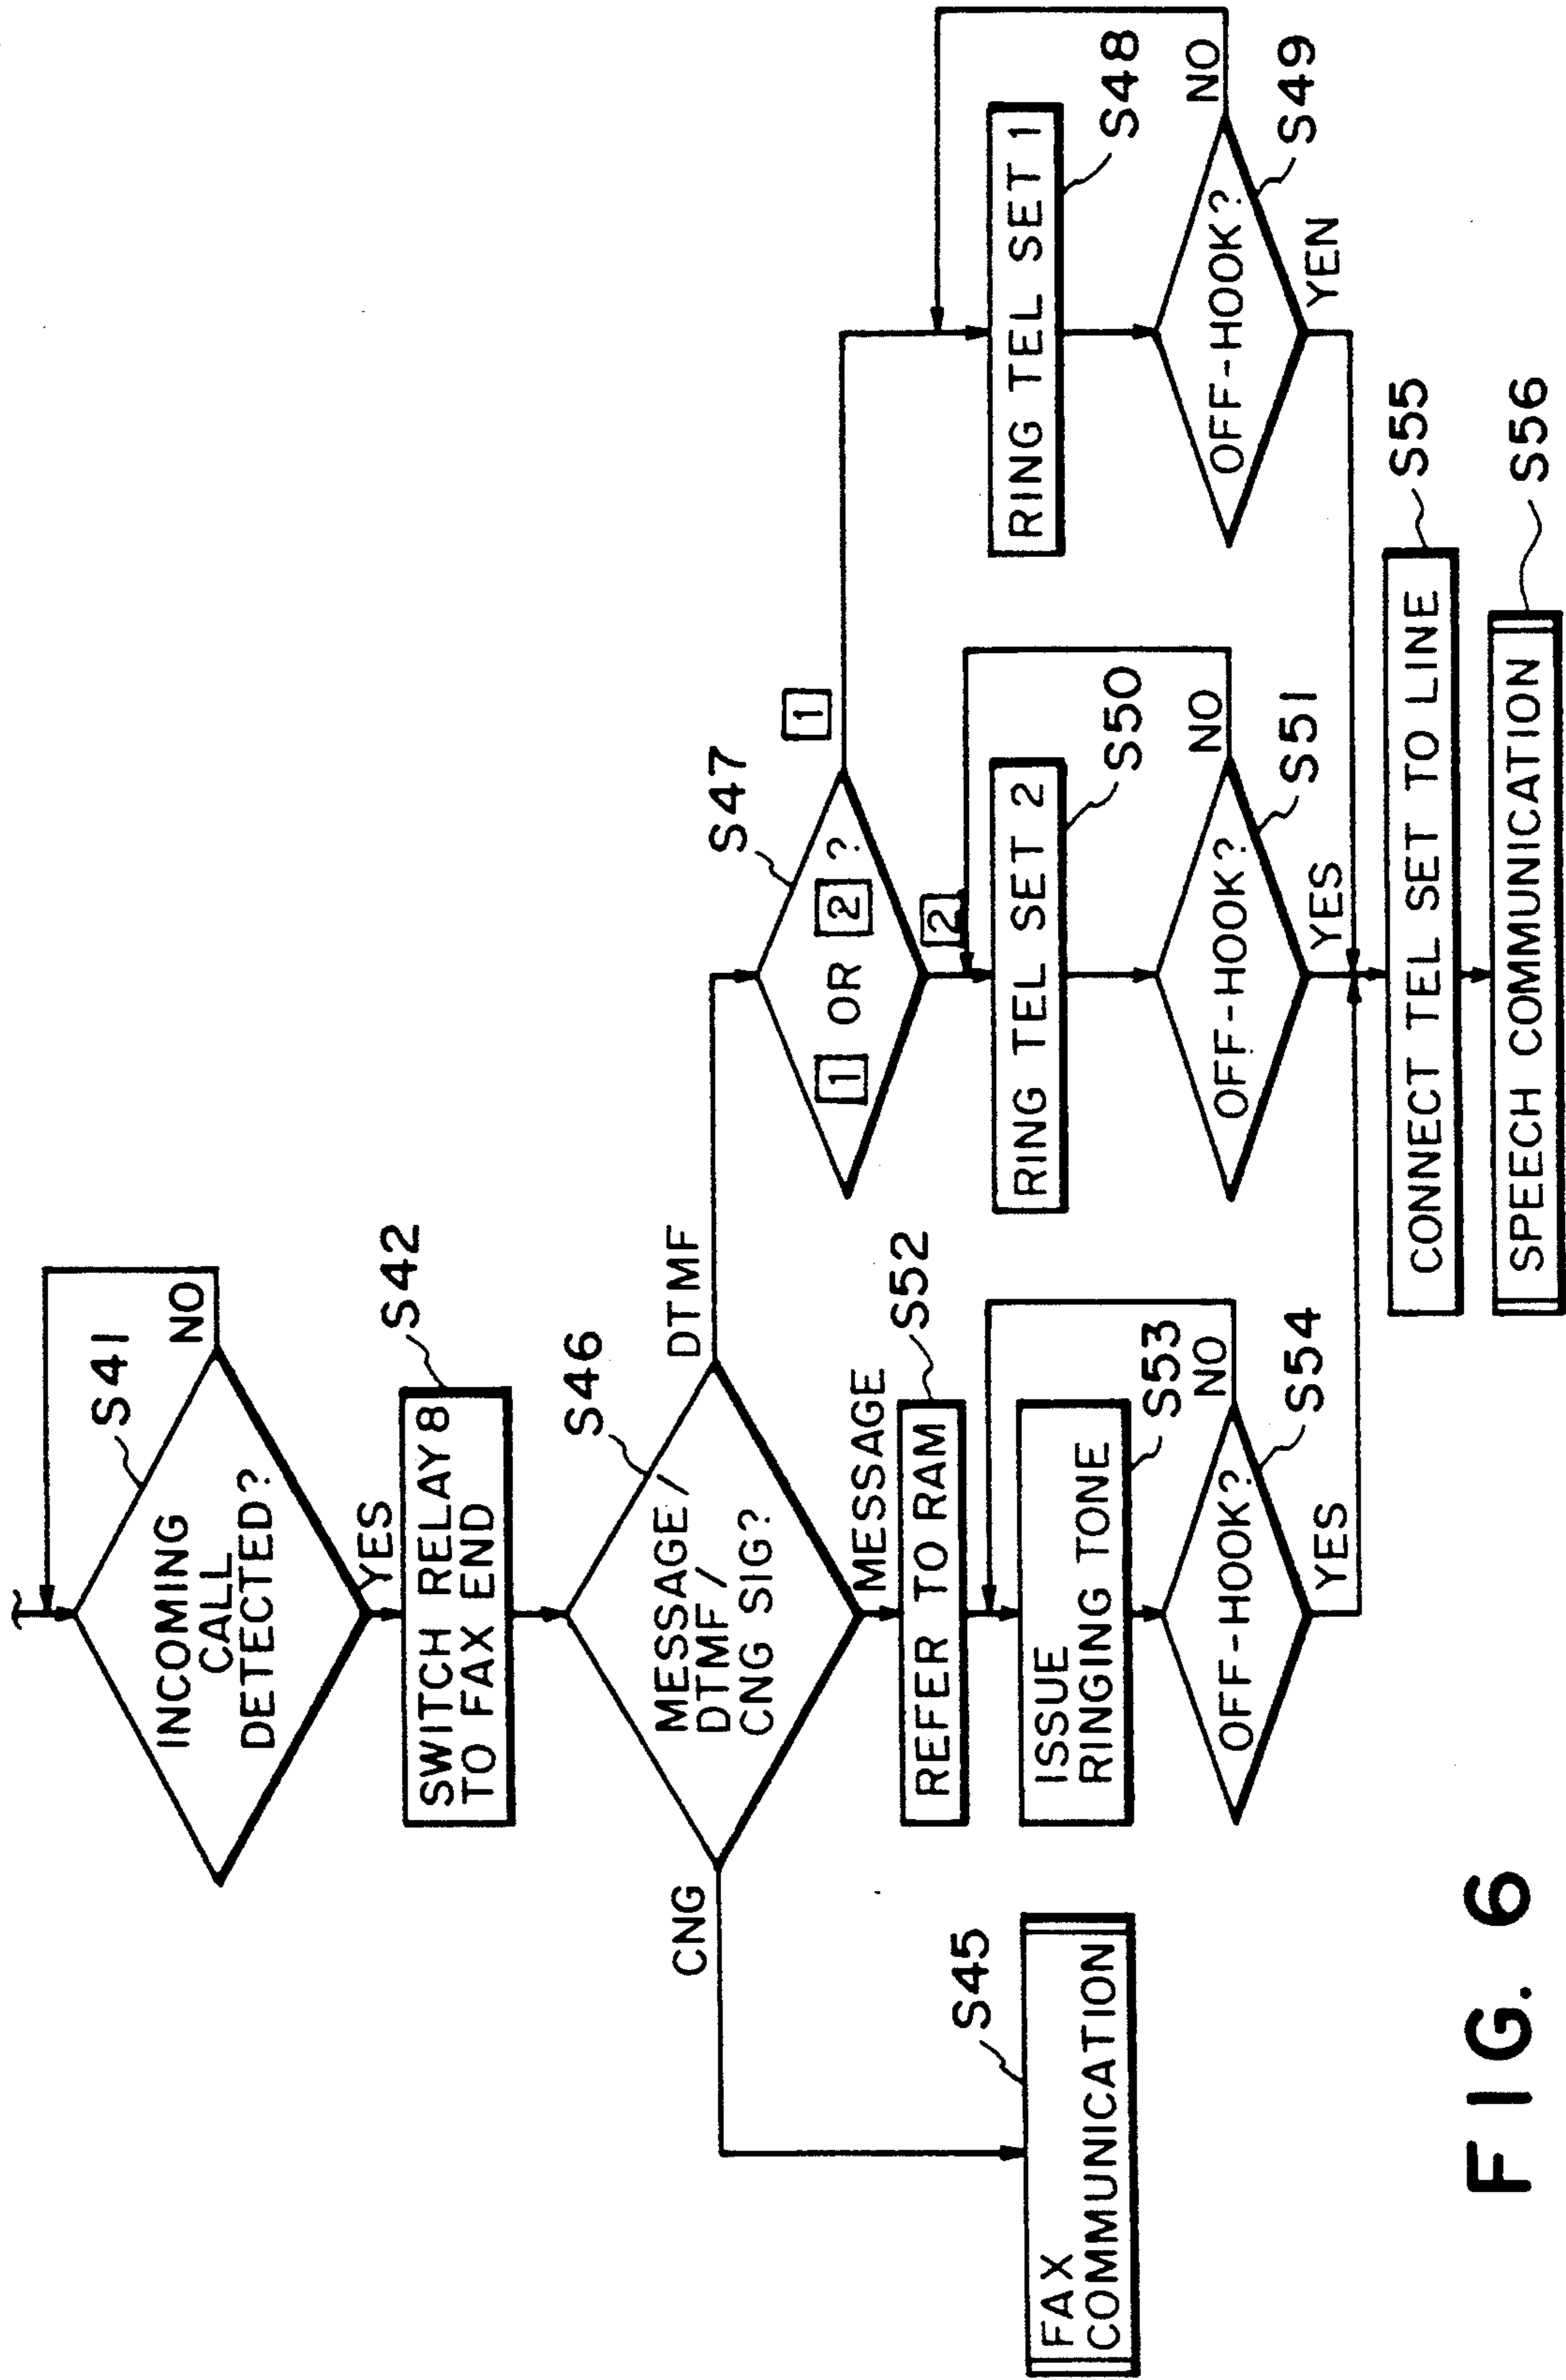 INCOMING
CALL
DETECTED?
S41
NO
YES
SWITCH RELAY 8
TO FAX END
S42
MESSAGE /
DTMF /
CNG SIG?
S46
CNG
DTMF
MESSAGE
FAX
COMMUNICATION
S45
REFER TO RAM
S52
ISSUE
RINGING TONE
S53
OFF-HOOK?
S54
NO
YES
1 OR 2 ?
S47
1
2
RING TEL SET 2
S50
OFF-HOOK?
S51
NO
YES
RING TEL SET 1
S48
OFF-HOOK?
S49
NO
YEN
CONNECT TEL SET TO LINE
S55
SPEECH COMMUNICATION
S56
FIG. 6